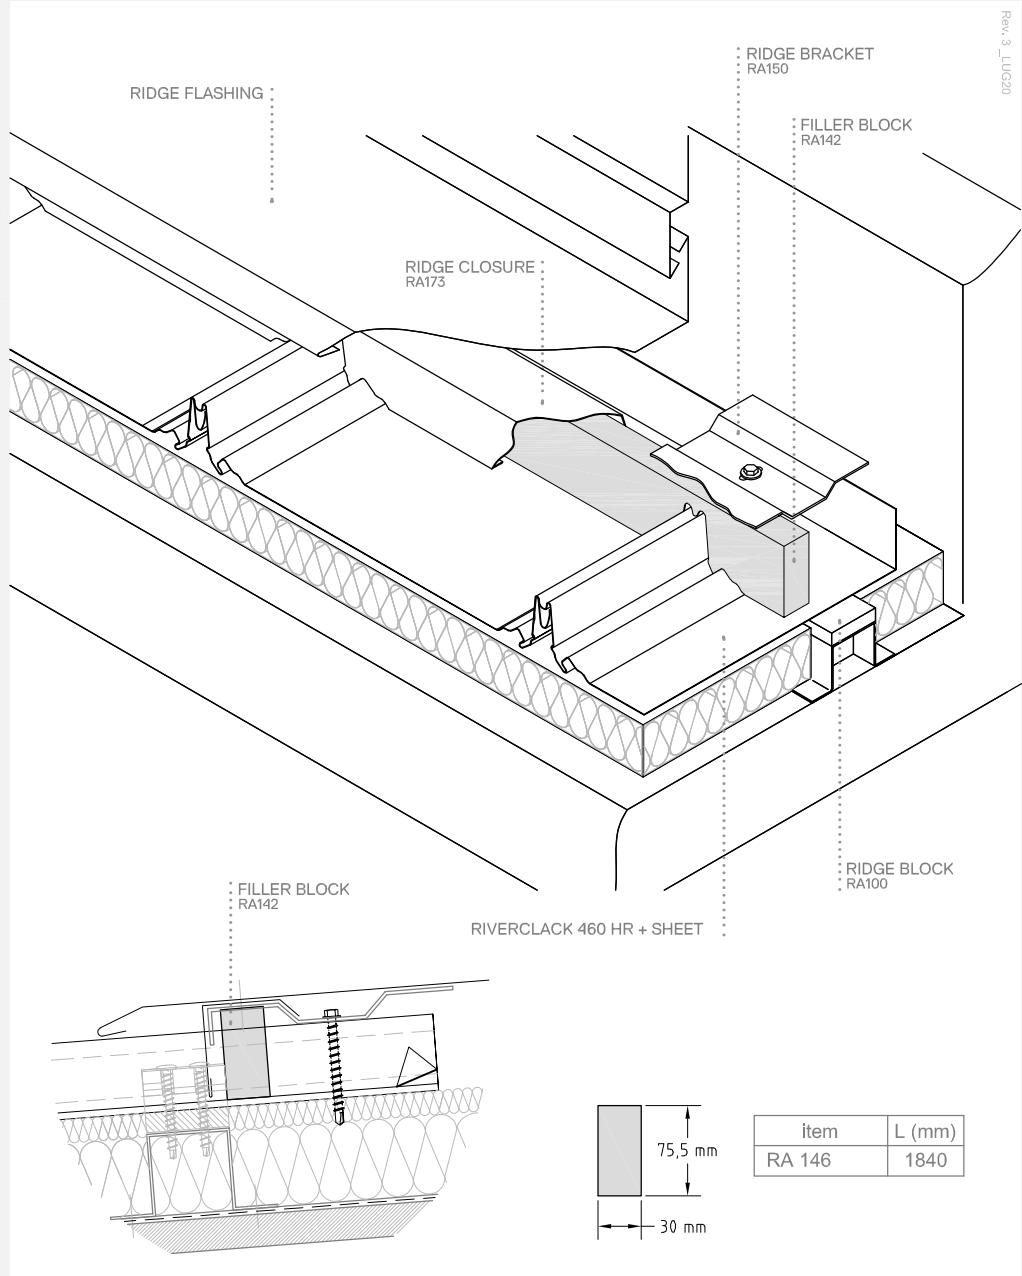 Rev. 3 _LUG20
RIDGE BRACKET
RA150
RIDGE FLASHING
FILLER BLOCK
RA142
RIDGE CLOSURE
RA173
RIDGE BLOCK
RA100
FILLER BLOCK
RA142
RIVERCLACK 460 HR + SHEET
75,5 mm
30 mm
item L (mm)
RA 146 1840